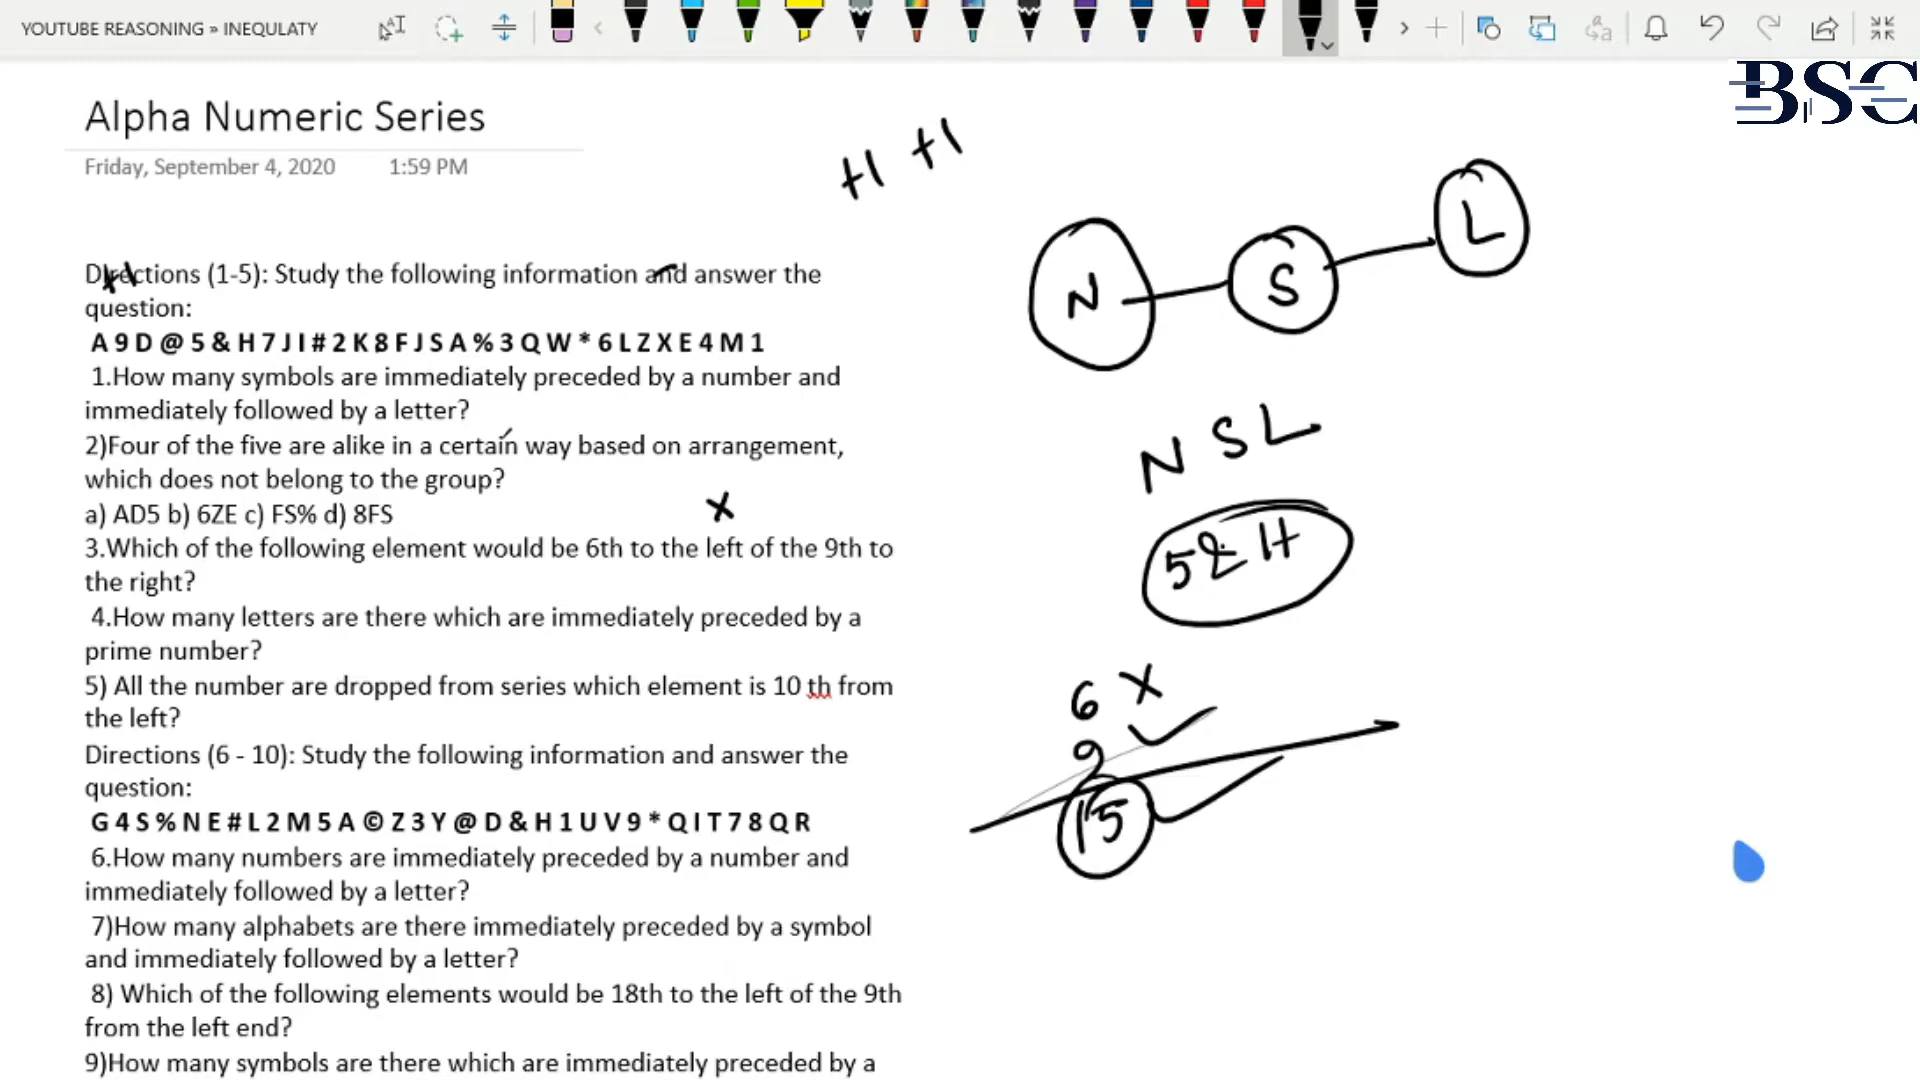 YOUTUBE REASONING » INEQULATY
BSC
Alpha Numeric Series
Friday, September 4, 2020 1:59 PM
+1 +1
N S L
Directions (1-5): Study the following information and answer the
question:
A 9 D @ 5 & H 7 J I # 2 K 8 F J S A % 3 Q W * 6 L Z X E 4 M 1
1.How many symbols are immediately preceded by a number and
immediately followed by a letter?
2)Four of the five are alike in a certain way based on arrangement,
which does not belong to the group?
a) AD5 b) 6ZE c) FS% d) 8FS
x
3.Which of the following element would be 6th to the left of the 9th to
the right?
4.How many letters are there which are immediately preceded by a
prime number?
5) All the number are dropped from series which element is 10 th from
the left?
N S L
5 & H
6 x
9
15
Directions (6 - 10): Study the following information and answer the
question:
G 4 S % N E # L 2 M 5 A © Z 3 Y @ D & H 1 U V 9 * Q I T 7 8 Q R
6.How many numbers are immediately preceded by a number and
immediately followed by a letter?
7)How many alphabets are there immediately preceded by a symbol
and immediately followed by a letter?
8) Which of the following elements would be 18th to the left of the 9th
from the left end?
9)How many symbols are there which are immediately preceded by a